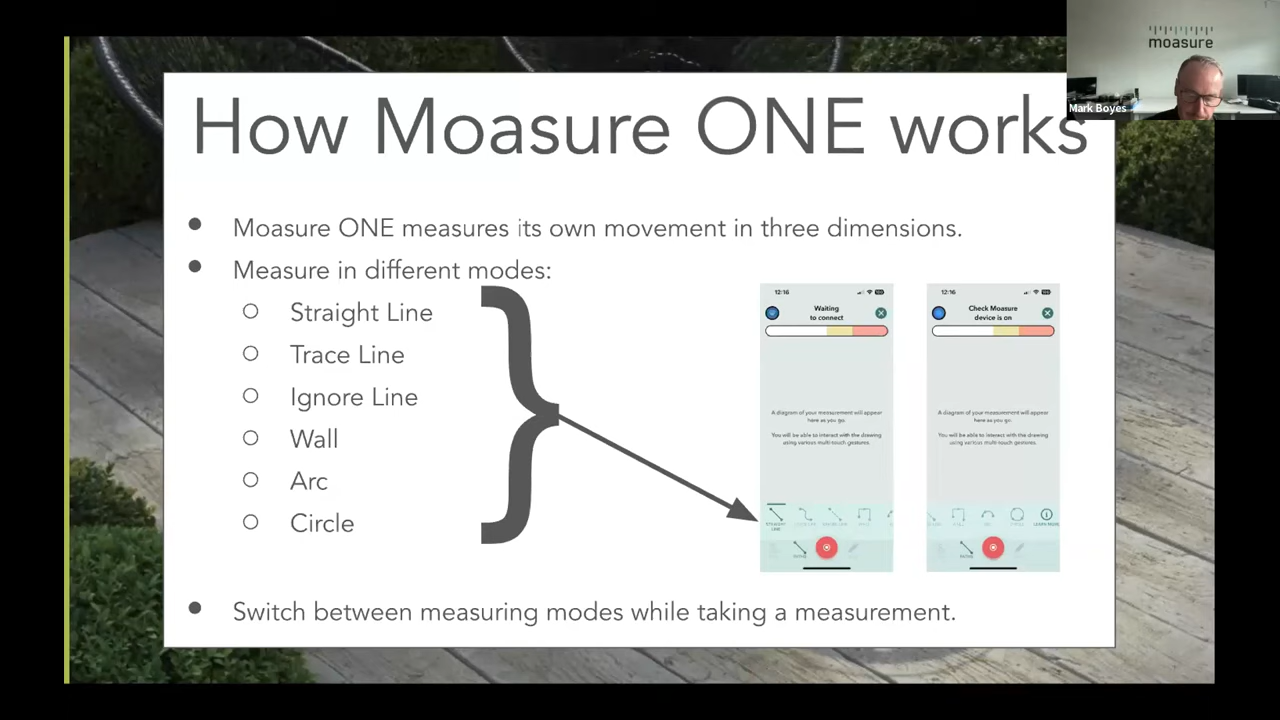 moasure
Mark Boyes
How Moasure ONE works
Moasure ONE measures its own movement in three dimensions.
Measure in different modes:
Straight Line
Trace Line
Ignore Line
Wall
Arc
Circle
Switch between measuring modes while taking a measurement.
12:16
Waiting
to connect
A diagram of your measurement will appear
here as you go.
You will be able to interact with the drawing
using various multi-touch gestures.
STRAIGHT
LINE
12:16
Check Moasure
device is on
A diagram of your measurement will appear
here as you go.
You will be able to interact with the drawing
using various multi-touch gestures.
LEARN MORE